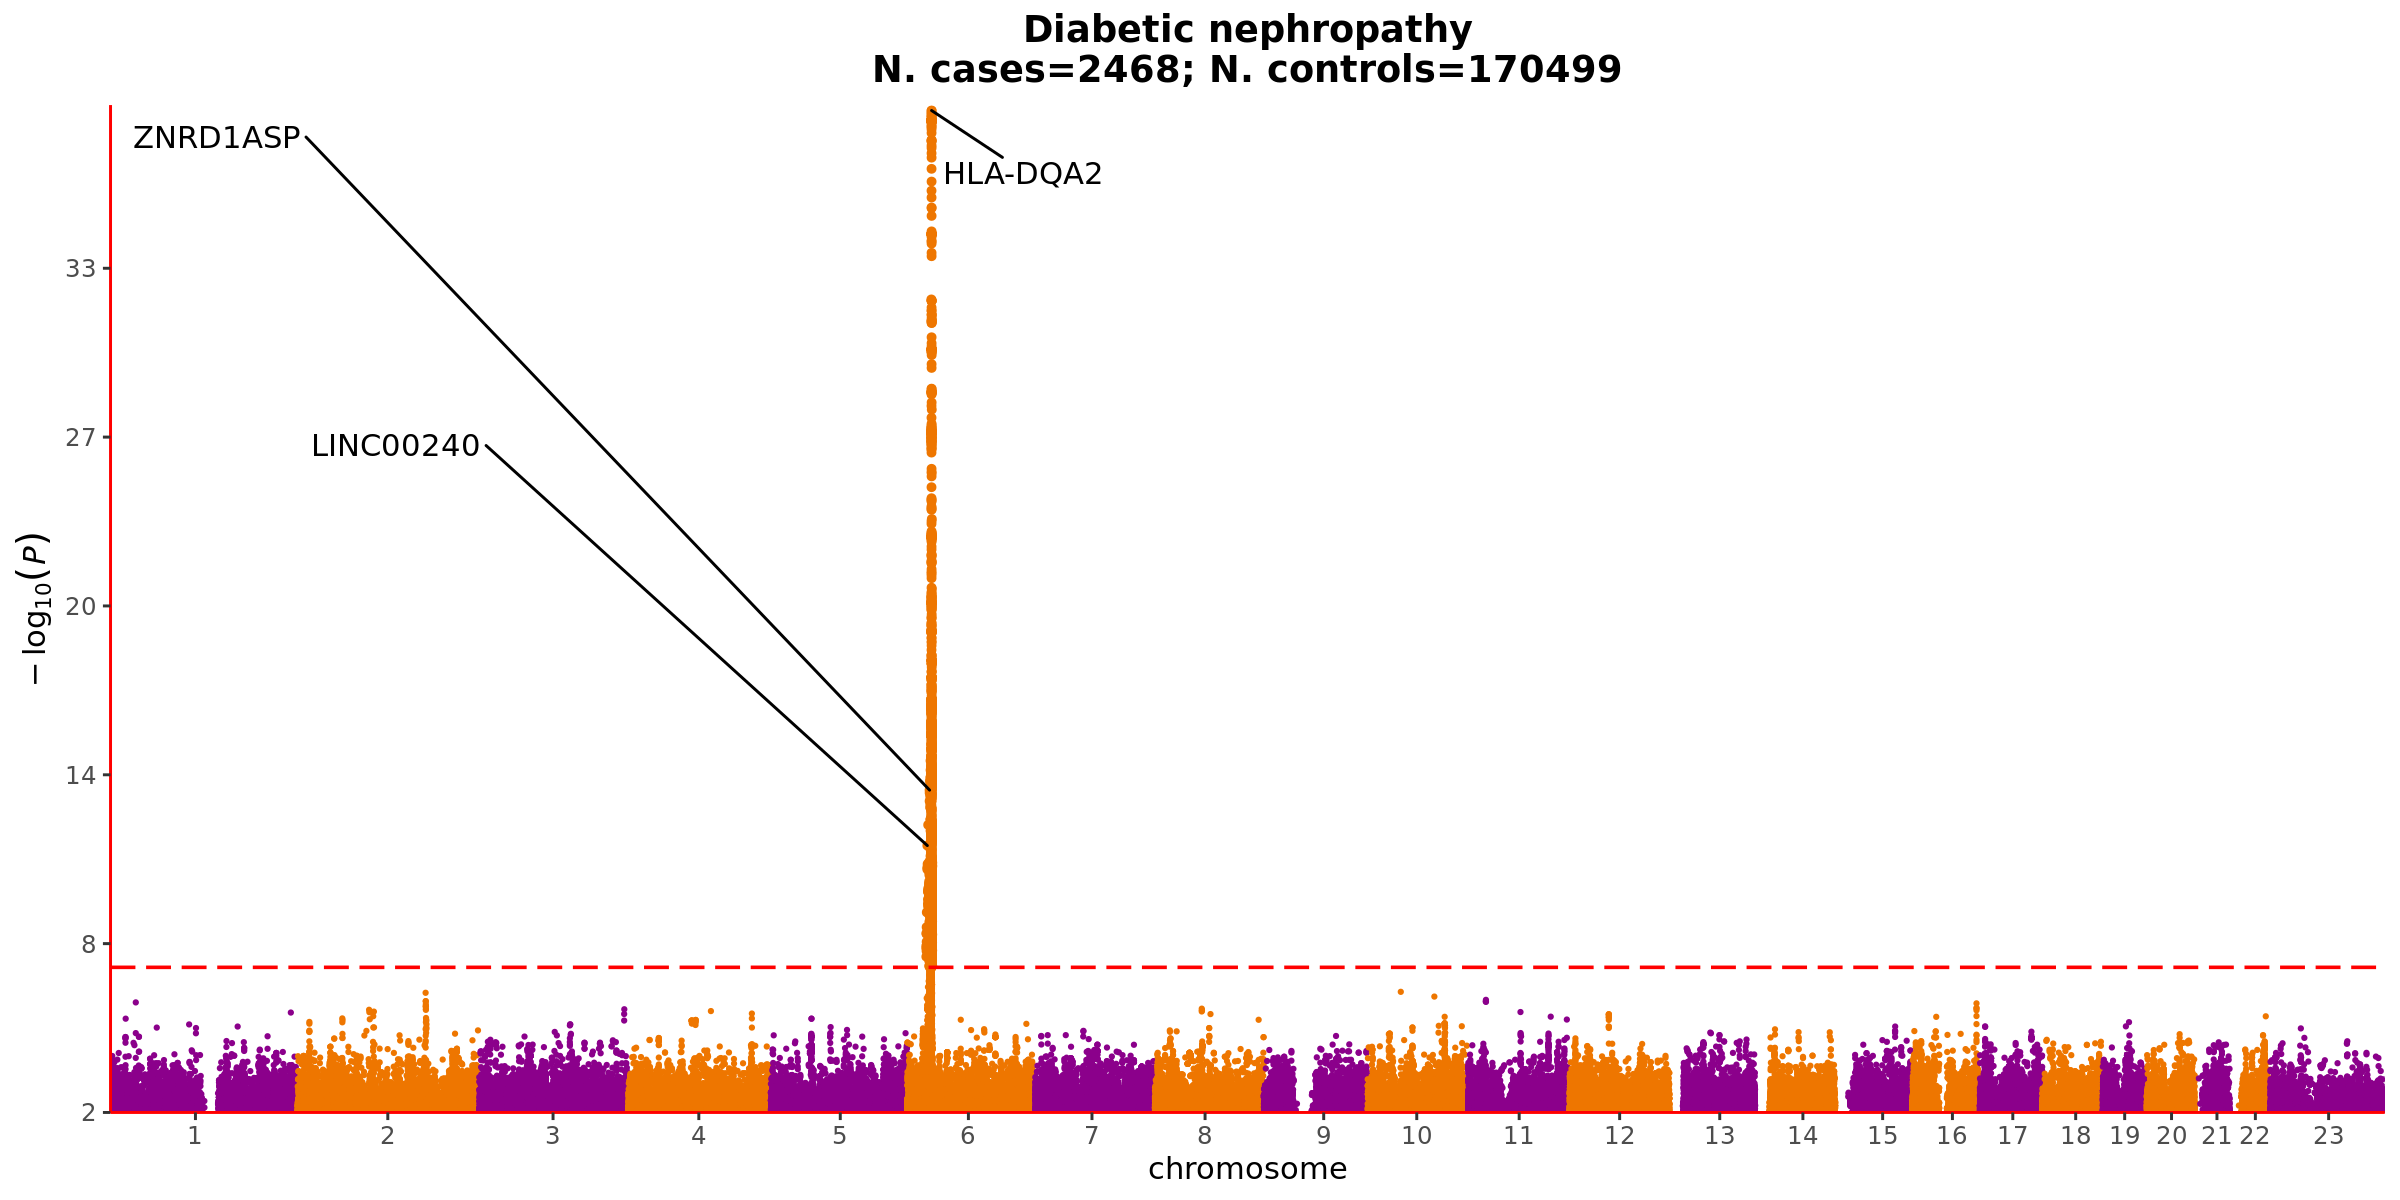 Diabetic nephropathy
N. cases=2468; N. controls=170499
ZNRD1ASP
HLA-DQA2
LINC00240
33
27
20
14
8
2
− log10(P)
1 2 3 4 5 6 7 8 9 10 11 12 13 14 15 16 17 18 19 20 21 22 23
chromosome